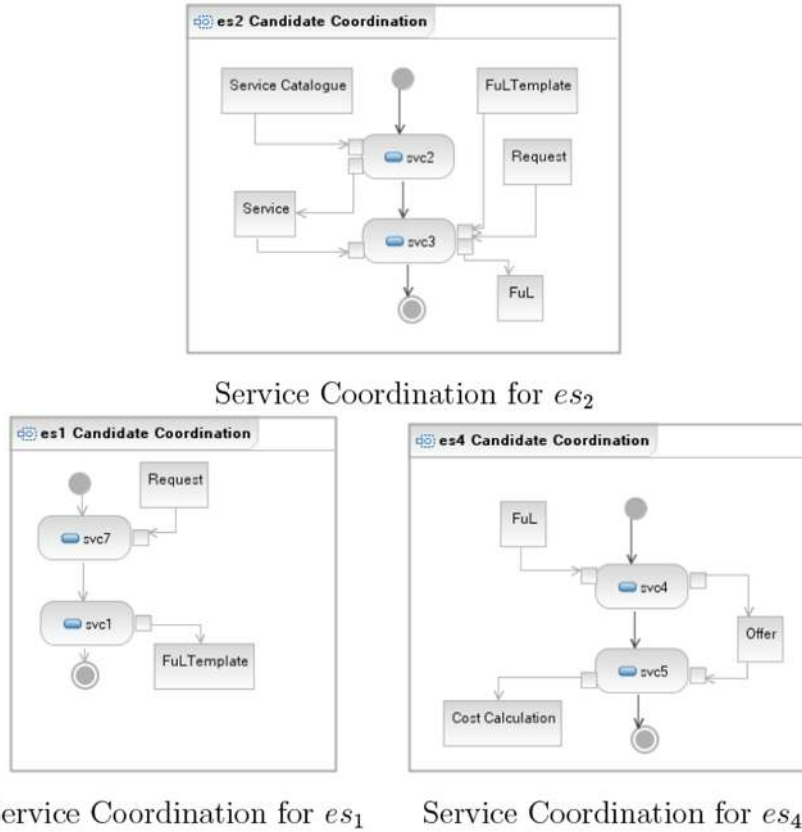 es2 Candidate Coordination
Service Catalogue
FuLTemplate
svc2
Request
Service
svc3
FuL
Service Coordination for es2
es1 Candidate Coordination
Request
svc7
svc1
FuLTemplate
es4 Candidate Coordination
FuL
svc4
Offer
svc5
Cost Calculation
ervice Coordination for es1
Service Coordination for es4